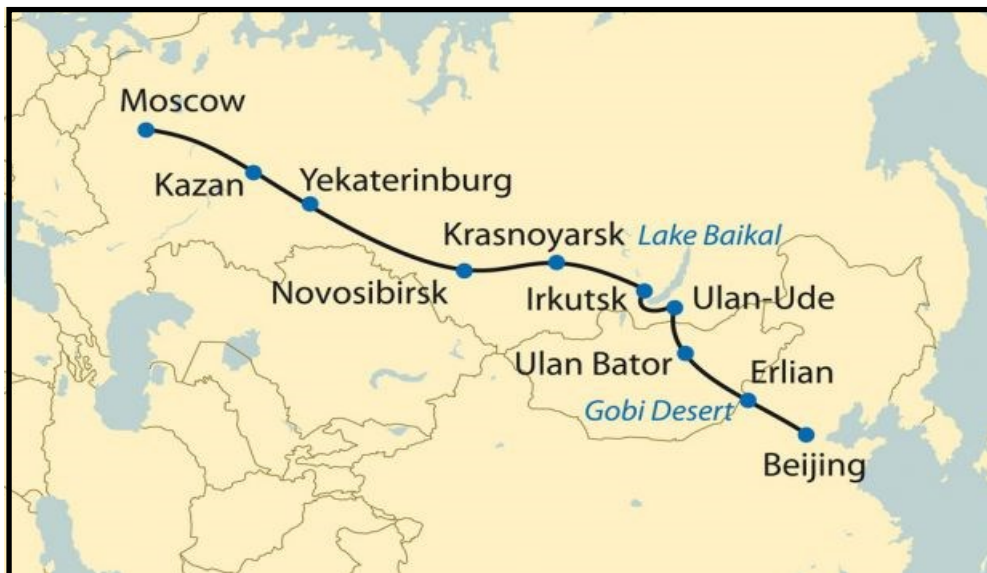 Moscow
Kazan
Yekaterinburg
Krasnoyarsk
Lake Baikal
Novosibirsk
Irkutsk
Ulan-Ude
Ulan Bator
Erlian
Gobi Desert
Beijing